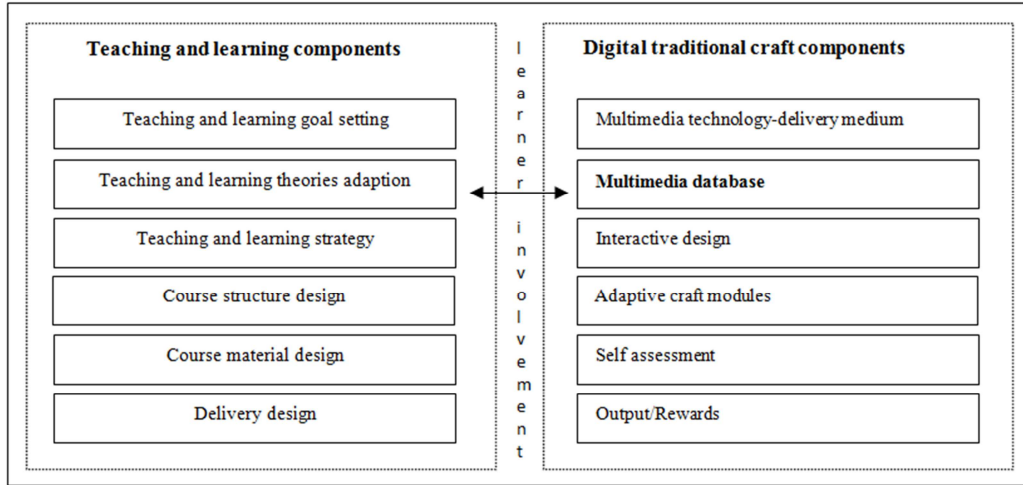 Teaching and learning components
Teaching and learning goal setting
Teaching and learning theories adaption
Teaching and learning strategy
Course structure design
Course material design
Delivery design
learner involvement
Digital traditional craft components
Multimedia technology-delivery medium
Multimedia database
Interactive design
Adaptive craft modules
Self assessment
Output/Rewards